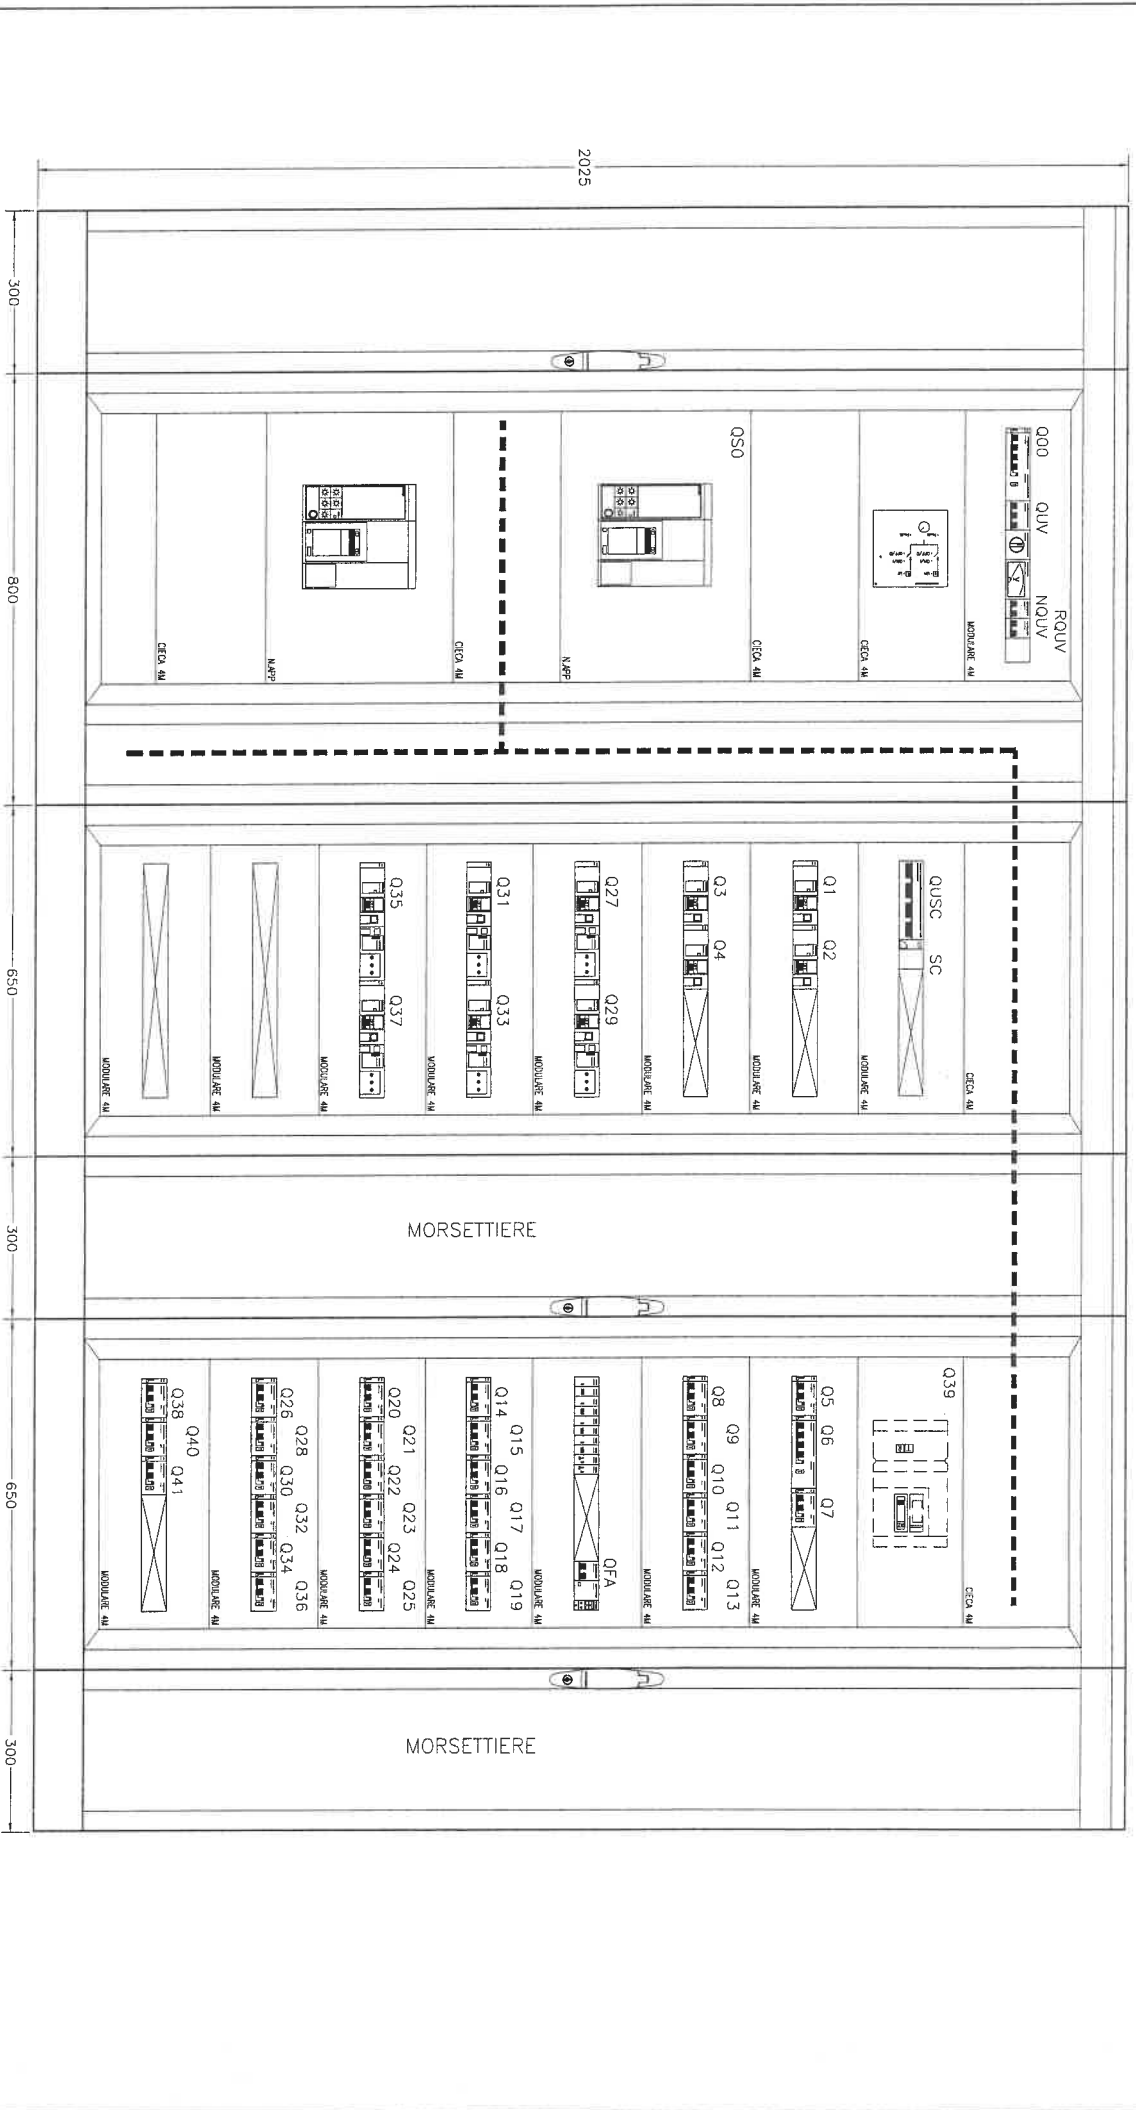 2025
300
800
650
300
650
300
Q00
QUV
RQUV
NQUV
MODULARE 4M
CIECA 4M
QS0
CIECA 4M
N.APP
CIECA 4M
N.APP
CIECA 4M
CIECA 4M
QUSC
SC
MODULARE 4M
Q1
Q2
MODULARE 4M
Q3
Q4
MODULARE 4M
Q27
Q29
MODULARE 4M
Q31
Q33
MODULARE 4M
Q35
Q37
MODULARE 4M
MODULARE 4M
MODULARE 4M
MORSETTIERE
CIECA 4M
Q39
Q5
Q6
Q7
MODULARE 4M
Q8
Q9
Q10
Q11
Q12
Q13
MODULARE 4M
QFA
MODULARE 4M
Q14
Q15
Q16
Q17
Q18
Q19
MODULARE 4M
Q20
Q21
Q22
Q23
Q24
Q25
MODULARE 4M
Q26
Q28
Q30
Q32
Q34
Q36
MODULARE 4M
Q38
Q40
Q41
MODULARE 4M
MORSETTIERE